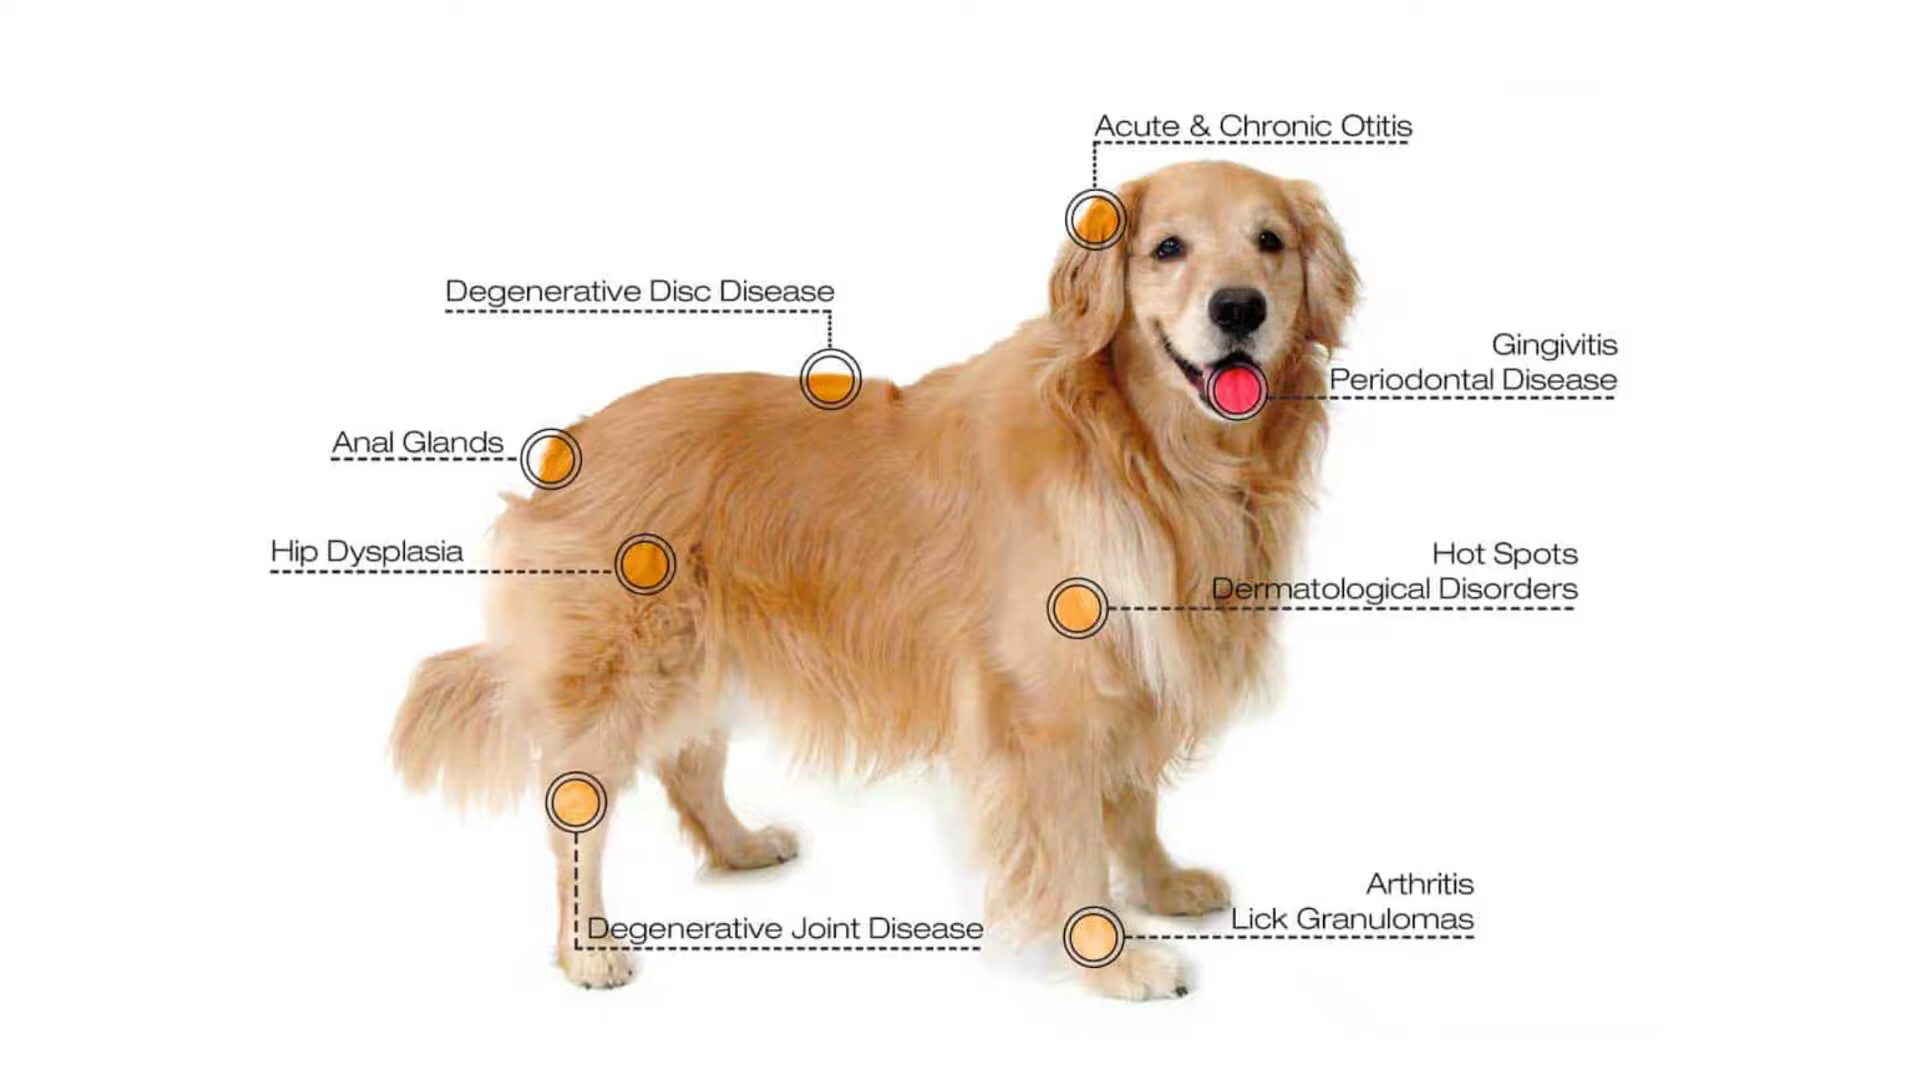 Acute & Chronic Otitis
Degenerative Disc Disease
Gingivitis
Periodontal Disease
Anal Glands
Hip Dysplasia
Hot Spots
Dermatological Disorders
Arthritis
Lick Granulomas
Degenerative Joint Disease